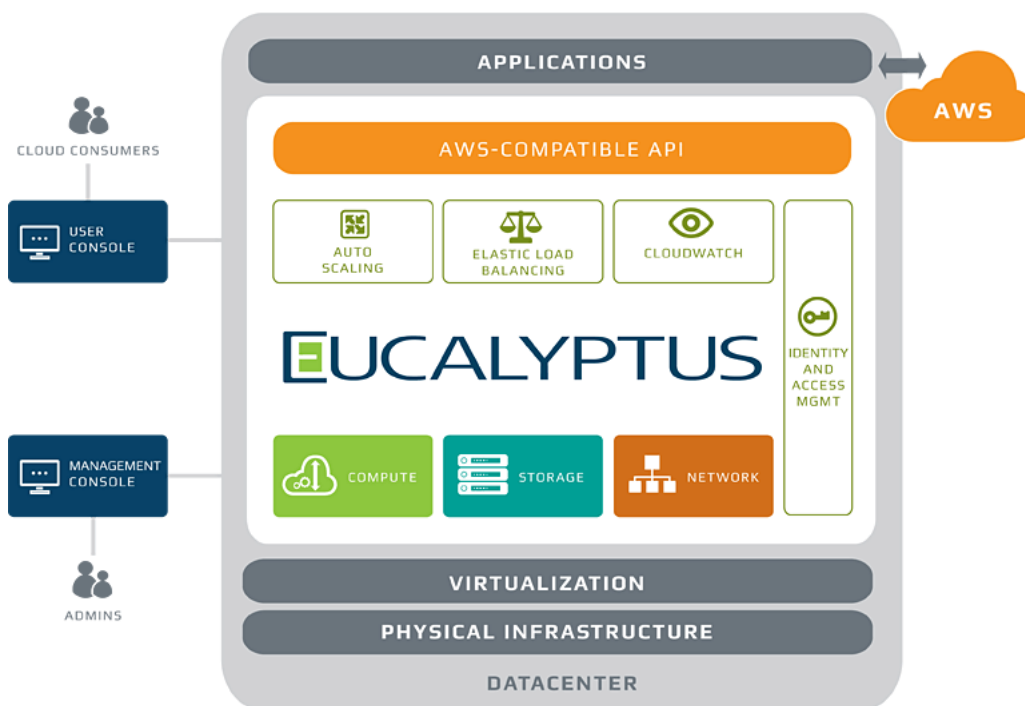 APPLICATIONS
AWS
CLOUD CONSUMERS
AWS-COMPATIBLE API
USER
CONSOLE
AUTO
SCALING
ELASTIC LOAD
BALANCING
CLOUDWATCH
IDENTITY
AND
ACCESS
MGMT
EUCALYPTUS
MANAGEMENT
CONSOLE
COMPUTE
STORAGE
NETWORK
ADMINS
VIRTUALIZATION
PHYSICAL INFRASTRUCTURE
DATACENTER